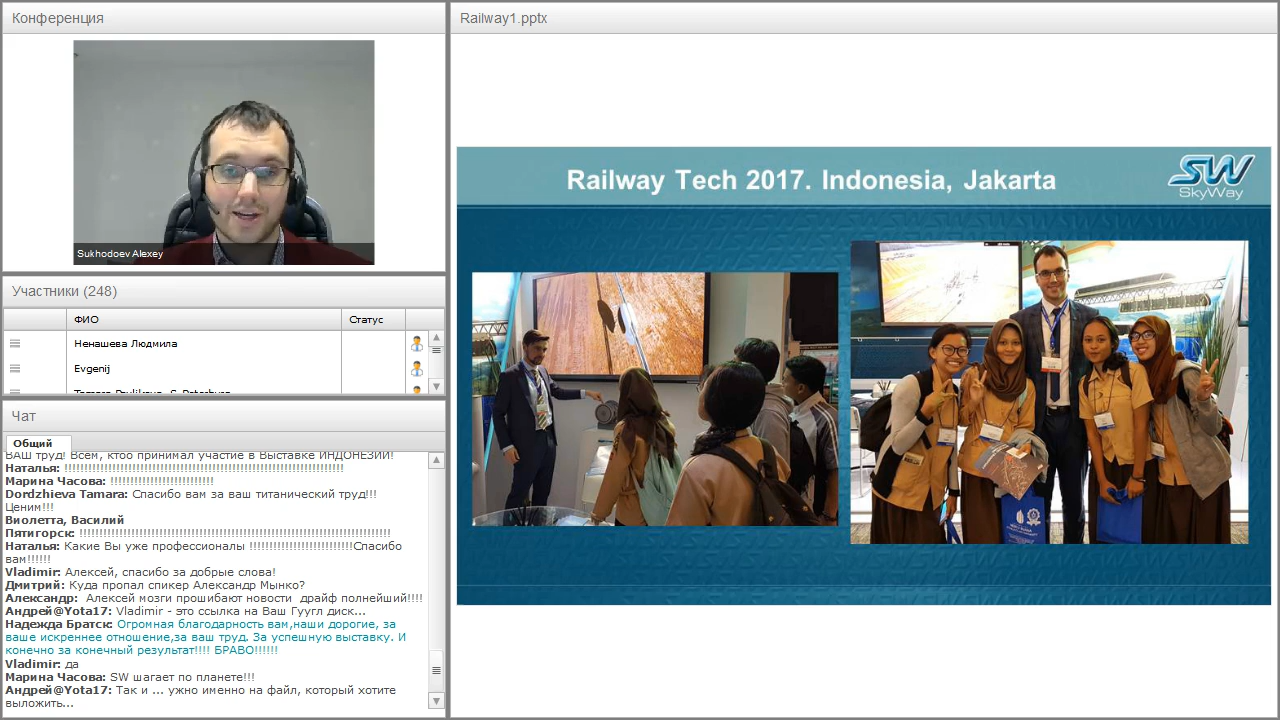 Конференция
Sukhodoev Alexey
Участники (248)
ФИО
Статус
Ненашева Людмила
Evgenij
Чат
Общий
ВАШ труд! Всем, ктоо принимал участие в Выставке ИНДОНЕЗИИ!
Наталья: !!!!!!!!!!!!!!!!!!!!!!!!!!!!!!!!!!!!!!!!!!!!!!!!!!!!!!!!!!!!!!!!!!!!
Марина Часова: !!!!!!!!!!!!!!!!!!!!!!!!!
Dordzhieva Tamara: Спасибо вам за ваш титанический труд!!!
Ценим!!!
Виолетта, Василий
Пятигорск: !!!!!!!!!!!!!!!!!!!!!!!!!!!!!!!!!!!!!!!!!!!!!!!!!!!!!!!!!!!!!!!!!!!!!!!!!!!!
Наталья: Какие Вы уже профессионалы !!!!!!!!!!!!!!!!!!!!!!!!!Спасибо
вам!!!!!!
Vladimir: Алексей, спасибо за добрые слова!
Дмитрий: Куда пропал спикер Александр Мынко?
Александр: Алексей мозги прошибают новости драйф полнейший!!!!
Андрей@Yota17: Vladimir - это ссылка на Ваш Гуугл диск...
Надежда Братск: Огромная благодарность вам,наши дорогие, за
ваше искреннее отношение,за ваш труд. За успешную выставку. И
конечно за конечный результат!!!! БРАВО!!!!!!
Vladimir: да
Марина Часова: SW шагает по планете!!!
Андрей@Yota17: Так и ... ужно именно на файл, который хотите
выложить...
Railway1.pptx
Railway Tech 2017. Indonesia, Jakarta
SW
SkyWay